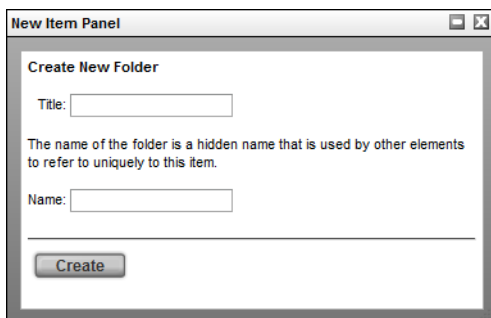 New Item Panel
Create New Folder
Title:
The name of the folder is a hidden name that is used by other elements
to refer to uniquely to this item.
Name:
Create